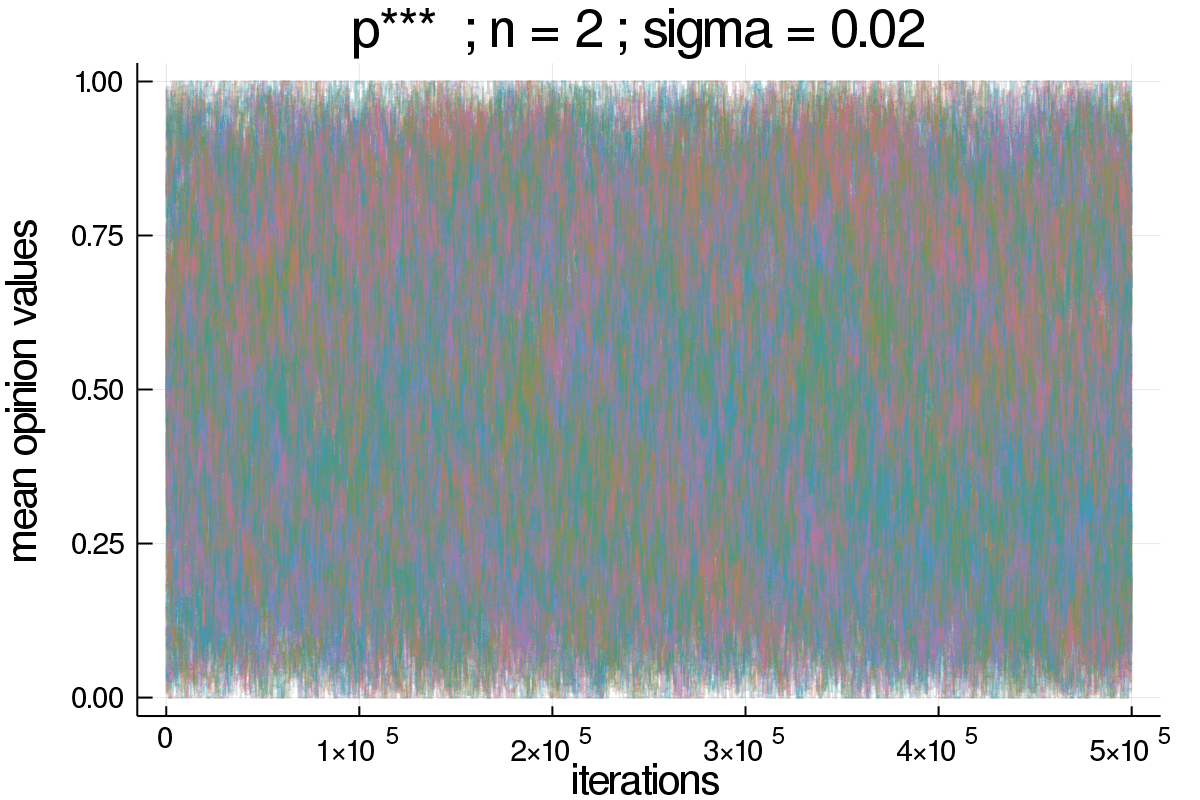 p***  ; n = 2 ; sigma = 0.02
mean opinion values
1.00
0.75
0.50
0.25
0.00
0 1×10 5 2×10 5 3×10 5 4×10 5 5×10 5
iterations